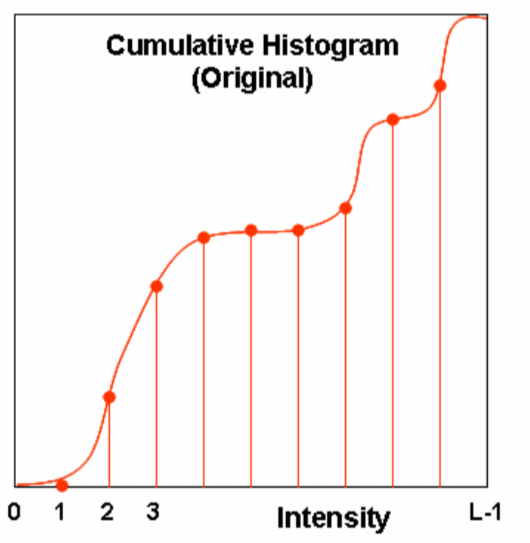 Cumulative Histogram
(Original)
0 1 2 3 Intensity L-1